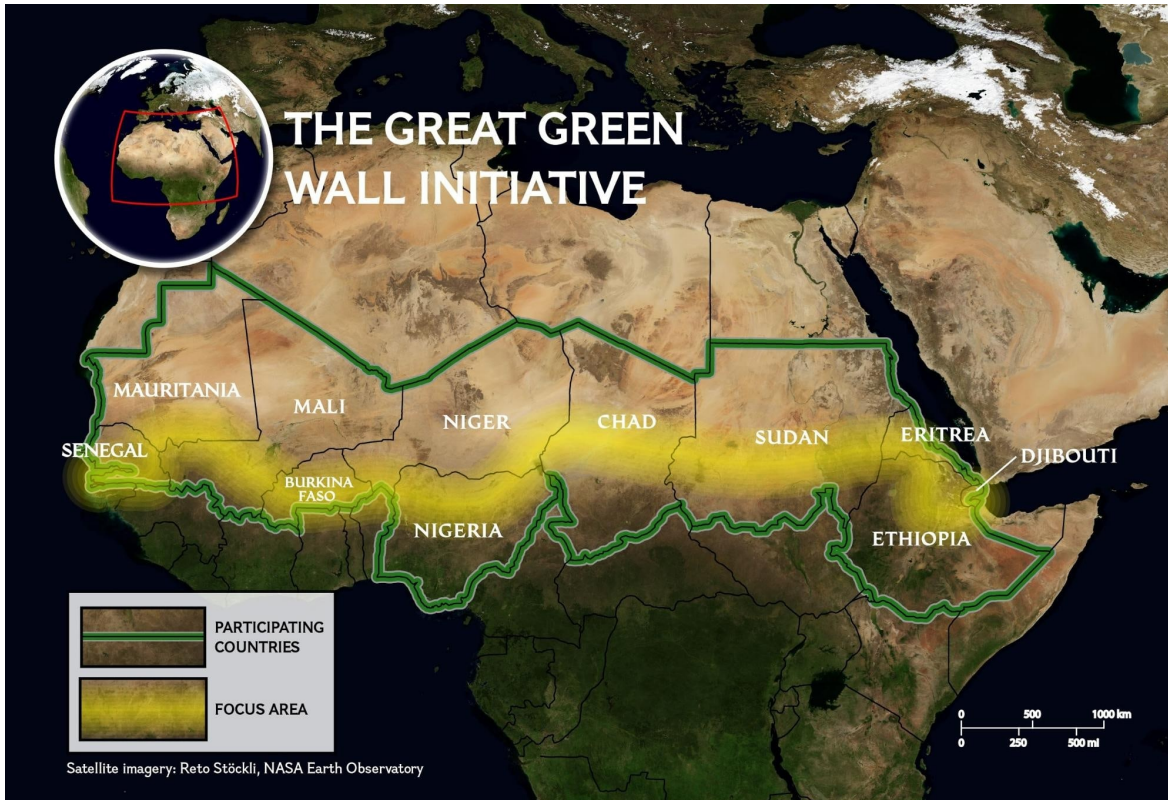 THE GREAT GREEN
WALL INITIATIVE
MAURITANIA
MALI
NIGER
CHAD
SUDAN
ERITREA
SENEGAL
DJIBOUTI
BURKINA
FASO
NIGERIA
ETHIOPIA
PARTICIPATING
COUNTRIES
FOCUS AREA
0 500 1000 km
0 250 500 mi
Satellite imagery: Reto Stöckli, NASA Earth Observatory